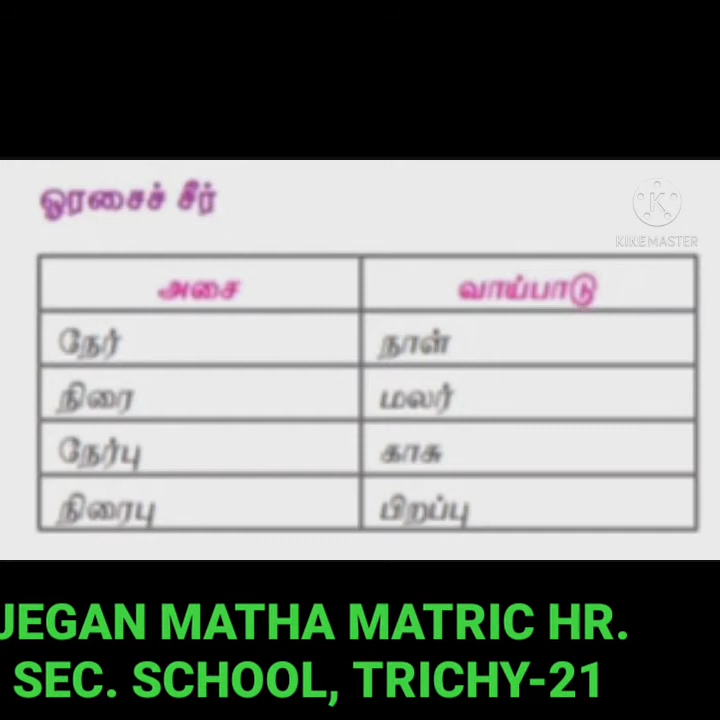 ஓரசைச் சீர்
KINEMASTER
அசை வாய்பாடு
நேர் நாள்
நிரை மலர்
நேர்பு காசு
நிரைபு பிறப்பு
JEGAN MATHA MATRIC HR.
SEC. SCHOOL, TRICHY-21